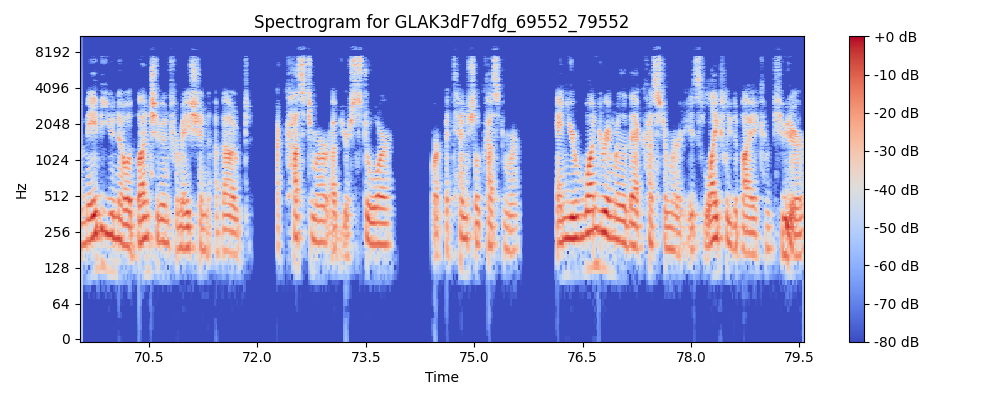 Spectrogram for GLAK3dF7dfg_69552_79552
8192
4096
2048
1024
512
256
128
64
0
Hz
70.5 72.0 73.5 75.0 76.5 78.0 79.5
Time
+0 dB
-10 dB
-20 dB
-30 dB
-40 dB
-50 dB
-60 dB
-70 dB
-80 dB